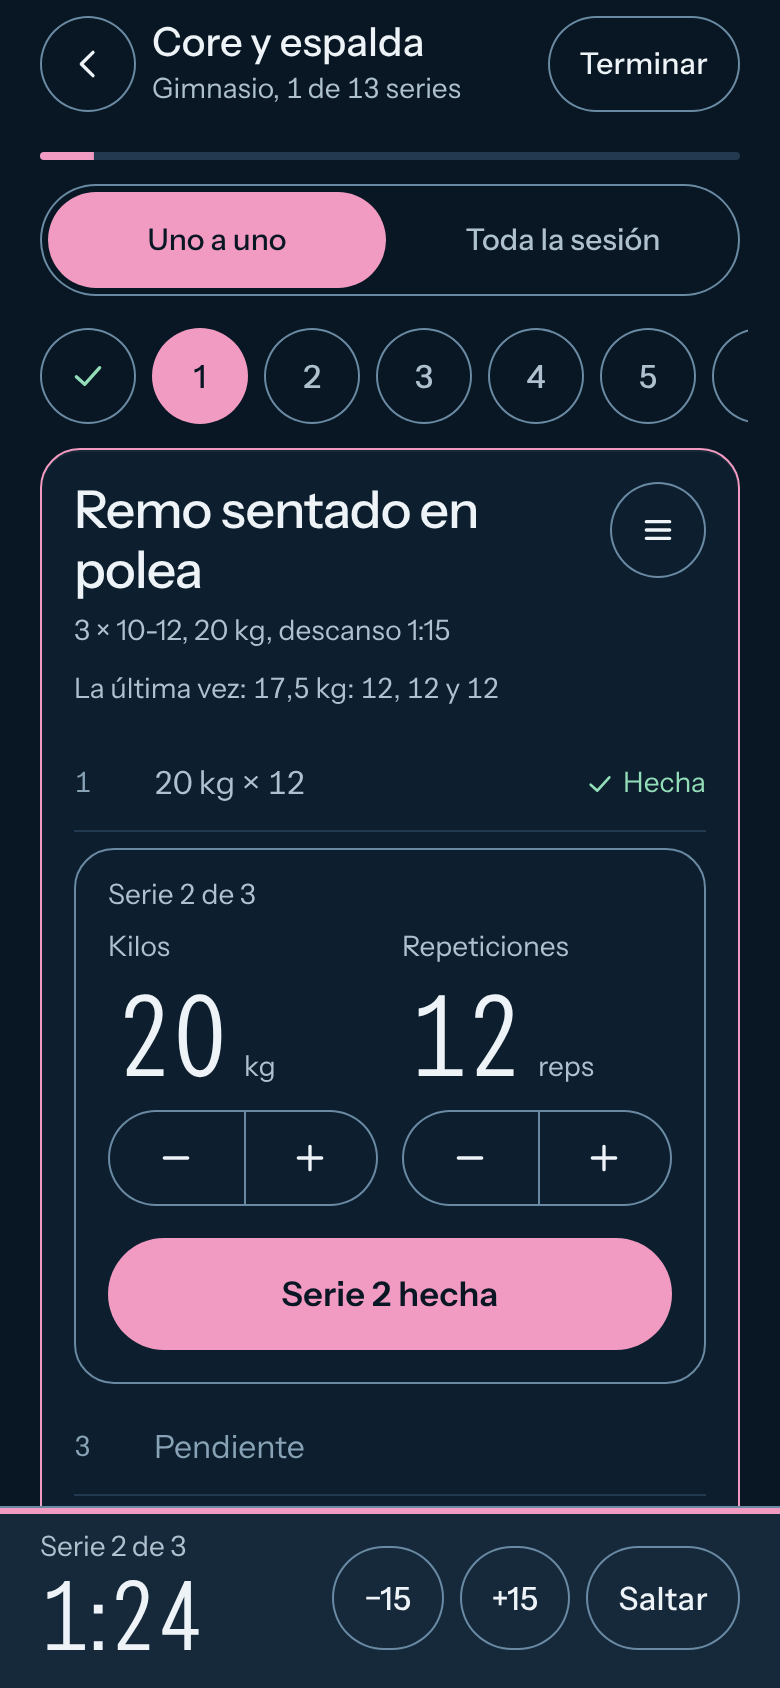 Core y espalda
Gimnasio, 1 de 13 series
Terminar
Uno a uno
Toda la sesión
1
2
3
4
5
Remo sentado en
polea
3 × 10-12, 20 kg, descanso 1:15
La última vez: 17,5 kg: 12, 12 y 12
1
20 kg × 12
Hecha
Serie 2 de 3
Kilos
Repeticiones
20 kg
12 reps
− +
− +
Serie 2 hecha
3
Pendiente
Serie 2 de 3
1:24
−15
+15
Saltar